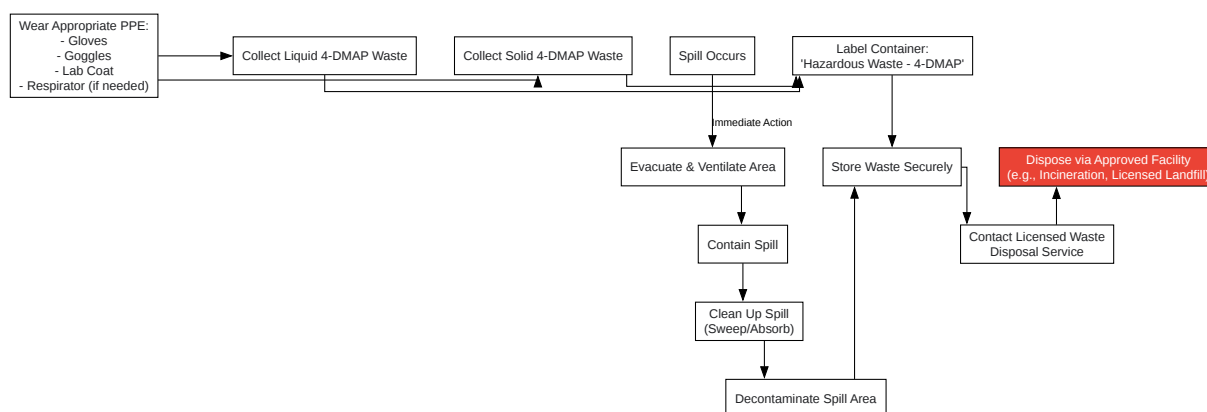 Wear Appropriate PPE:
- Gloves
- Goggles
- Lab Coat
- Respirator (if needed)
Collect Liquid 4-DMAP Waste
Collect Solid 4-DMAP Waste
Spill Occurs
Label Container:
'Hazardous Waste - 4-DMAP'
Immediate Action
Evacuate & Ventilate Area
Store Waste Securely
Dispose via Approved Facility
(e.g., Incineration, Licensed Landfill)
Contain Spill
Contact Licensed Waste
Disposal Service
Clean Up Spill
(Sweep/Absorb)
Decontaminate Spill Area